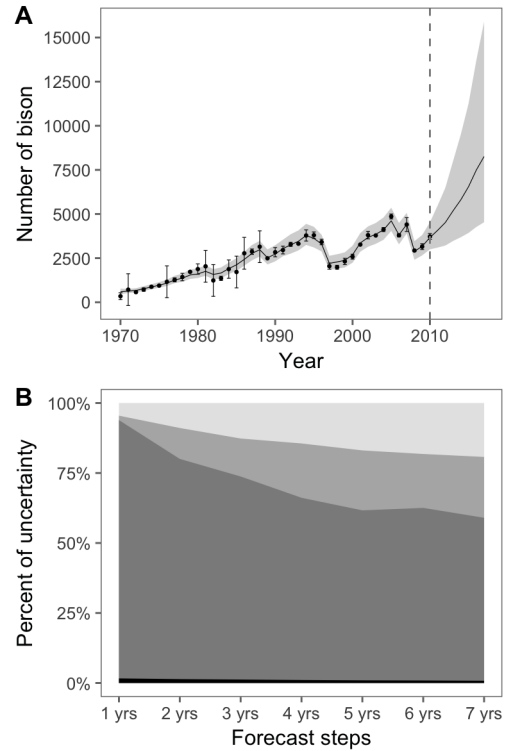 A
15000
12500
10000
7500
5000
2500
0
Number of bison
1970 1980 1990 2000 2010
Year
B
100%
75%
50%
25%
0%
Percent of uncertainty
1 yrs 2 yrs 3 yrs 4 yrs 5 yrs 6 yrs 7 yrs
Forecast steps